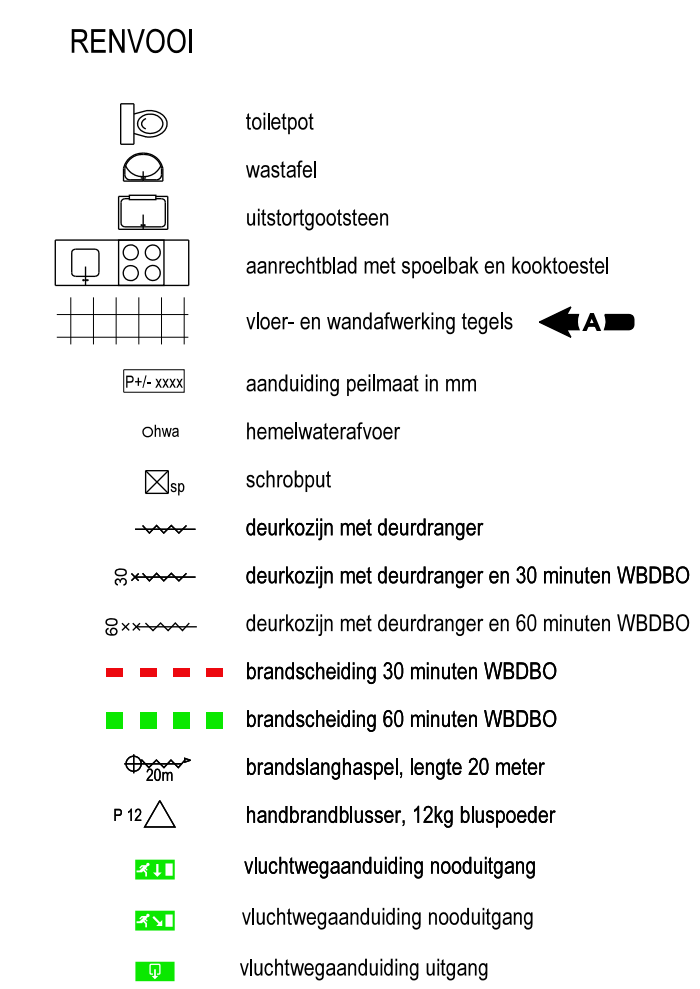 RENVOOI
toiletpot
wastafel
uitstortgootsteen
aanrechtblad met spoelbak en kooktoestel
vloer- en wandafwerking tegels A
P+/- xxxx aanduiding peilmaat in mm
Ohwa hemelwaterafvoer
sp schrobput
deurkozijn met deurdranger
30 deurkozijn met deurdranger en 30 minuten WBDBO
60 deurkozijn met deurdranger en 60 minuten WBDBO
brandscheiding 30 minuten WBDBO
brandscheiding 60 minuten WBDBO
20m brandslanghaspel, lengte 20 meter
P 12 handbrandblusser, 12kg bluspoeder
vluchtwegaanduiding nooduitgang
vluchtwegaanduiding nooduitgang
vluchtwegaanduiding uitgang